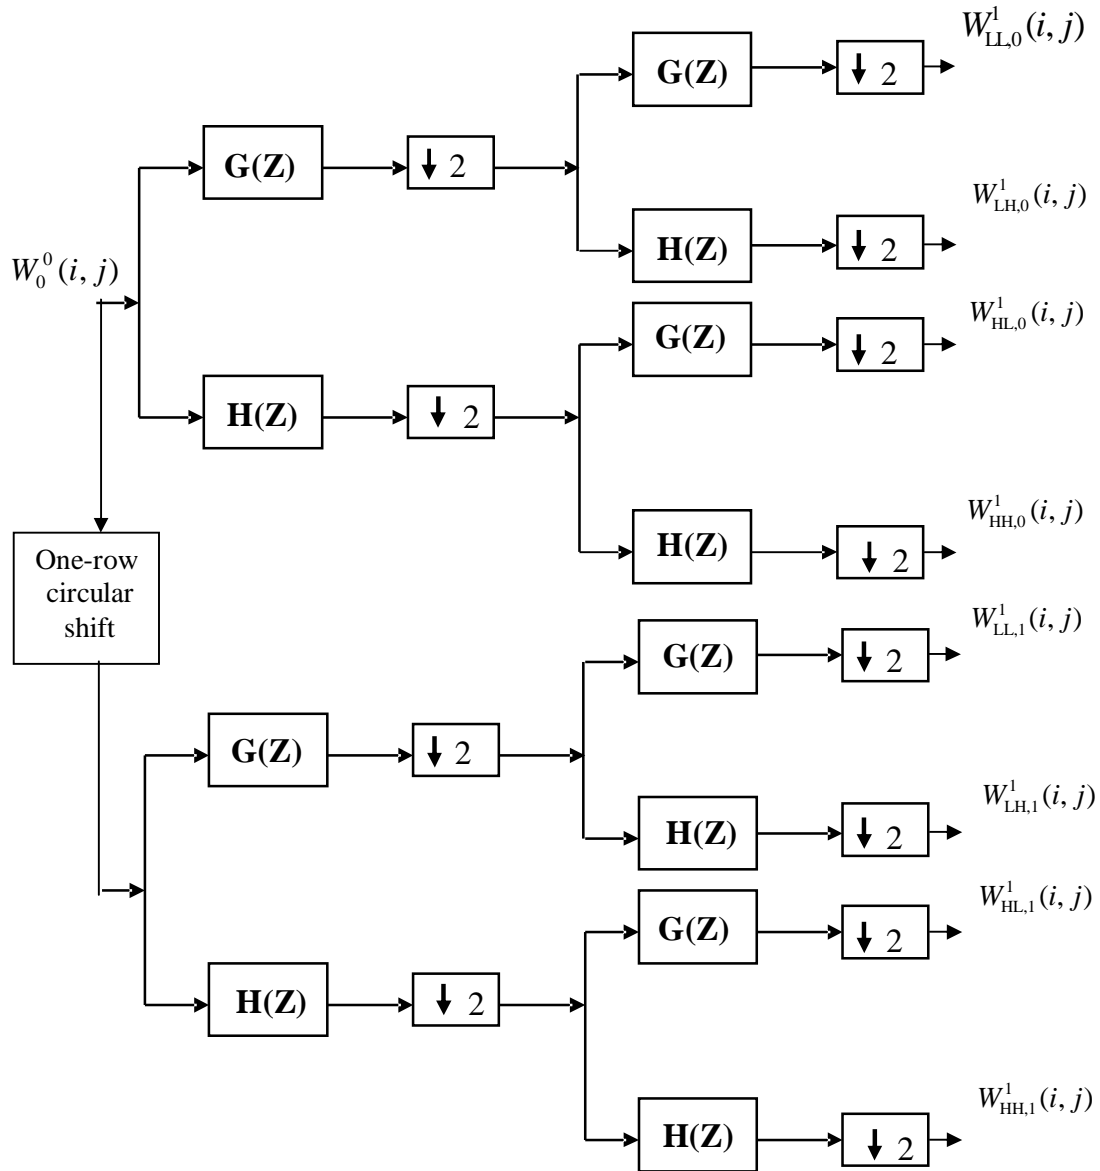 W^1_{LL,0}(i, j)
G(Z)
↓ 2
G(Z)
↓ 2
W^1_{LH,0}(i, j)
H(Z)
↓ 2
W^0_0(i, j)
W^1_{HL,0}(i, j)
G(Z)
↓ 2
H(Z)
↓ 2
W^1_{HH,0}(i, j)
H(Z)
↓ 2
One-row
circular
shift
W^1_{LL,1}(i, j)
G(Z)
↓ 2
G(Z)
↓ 2
W^1_{LH,1}(i, j)
H(Z)
↓ 2
W^1_{HL,1}(i, j)
G(Z)
↓ 2
H(Z)
↓ 2
W^1_{HH,1}(i, j)
H(Z)
↓ 2